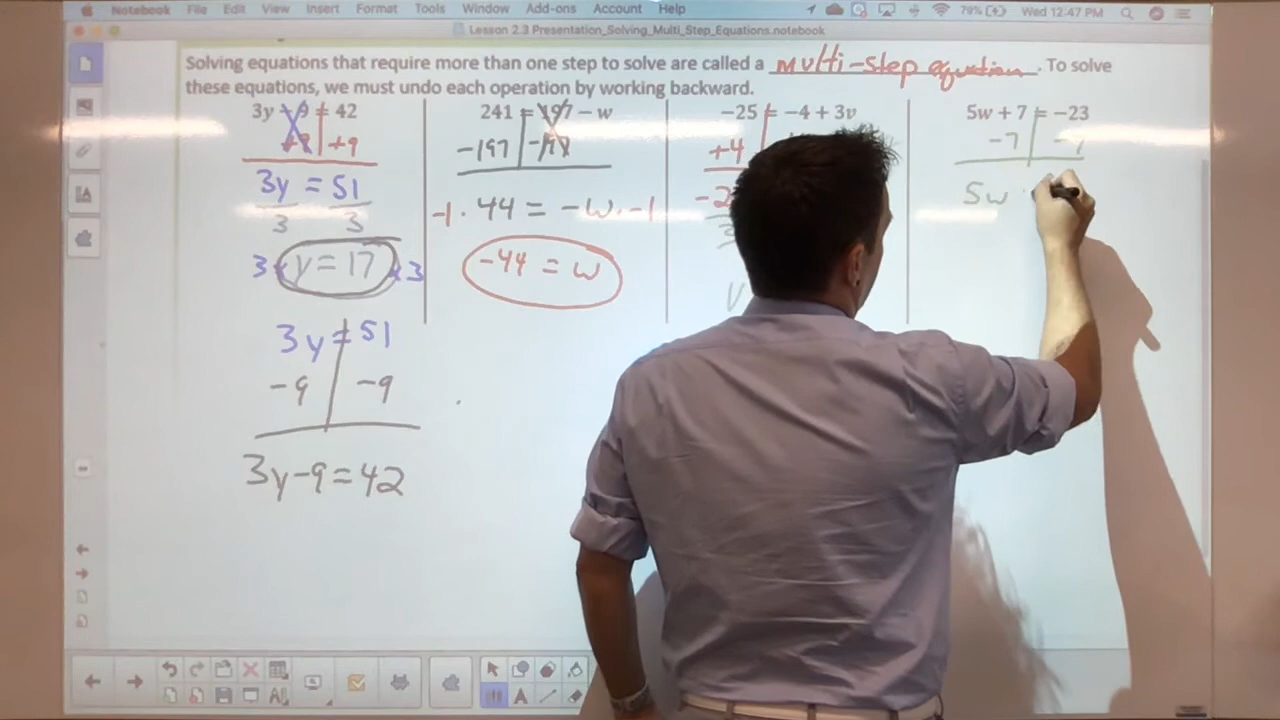 Notebook File Edit View Insert Format Tools Window Add-ons Account Help 79% Wed 12:47 PM
Lesson 2.3 Presentation_Solving_Multi_Step_Equations.notebook
Solving equations that require more than one step to solve are called a multi-step equation. To solve
these equations, we must undo each operation by working backward.
3y - 9 = 42
+9 +9
3y = 51
3 3
3 · y = 17 · 3
3y = 51
-9 -9
3y-9=42
241 = 197 - w
-197 -197
-1 · 44 = -w · -1
-44 = w
-25 = -4 + 3v
+4
-2
3
V
5w + 7 = -23
-7 -7
5w
A